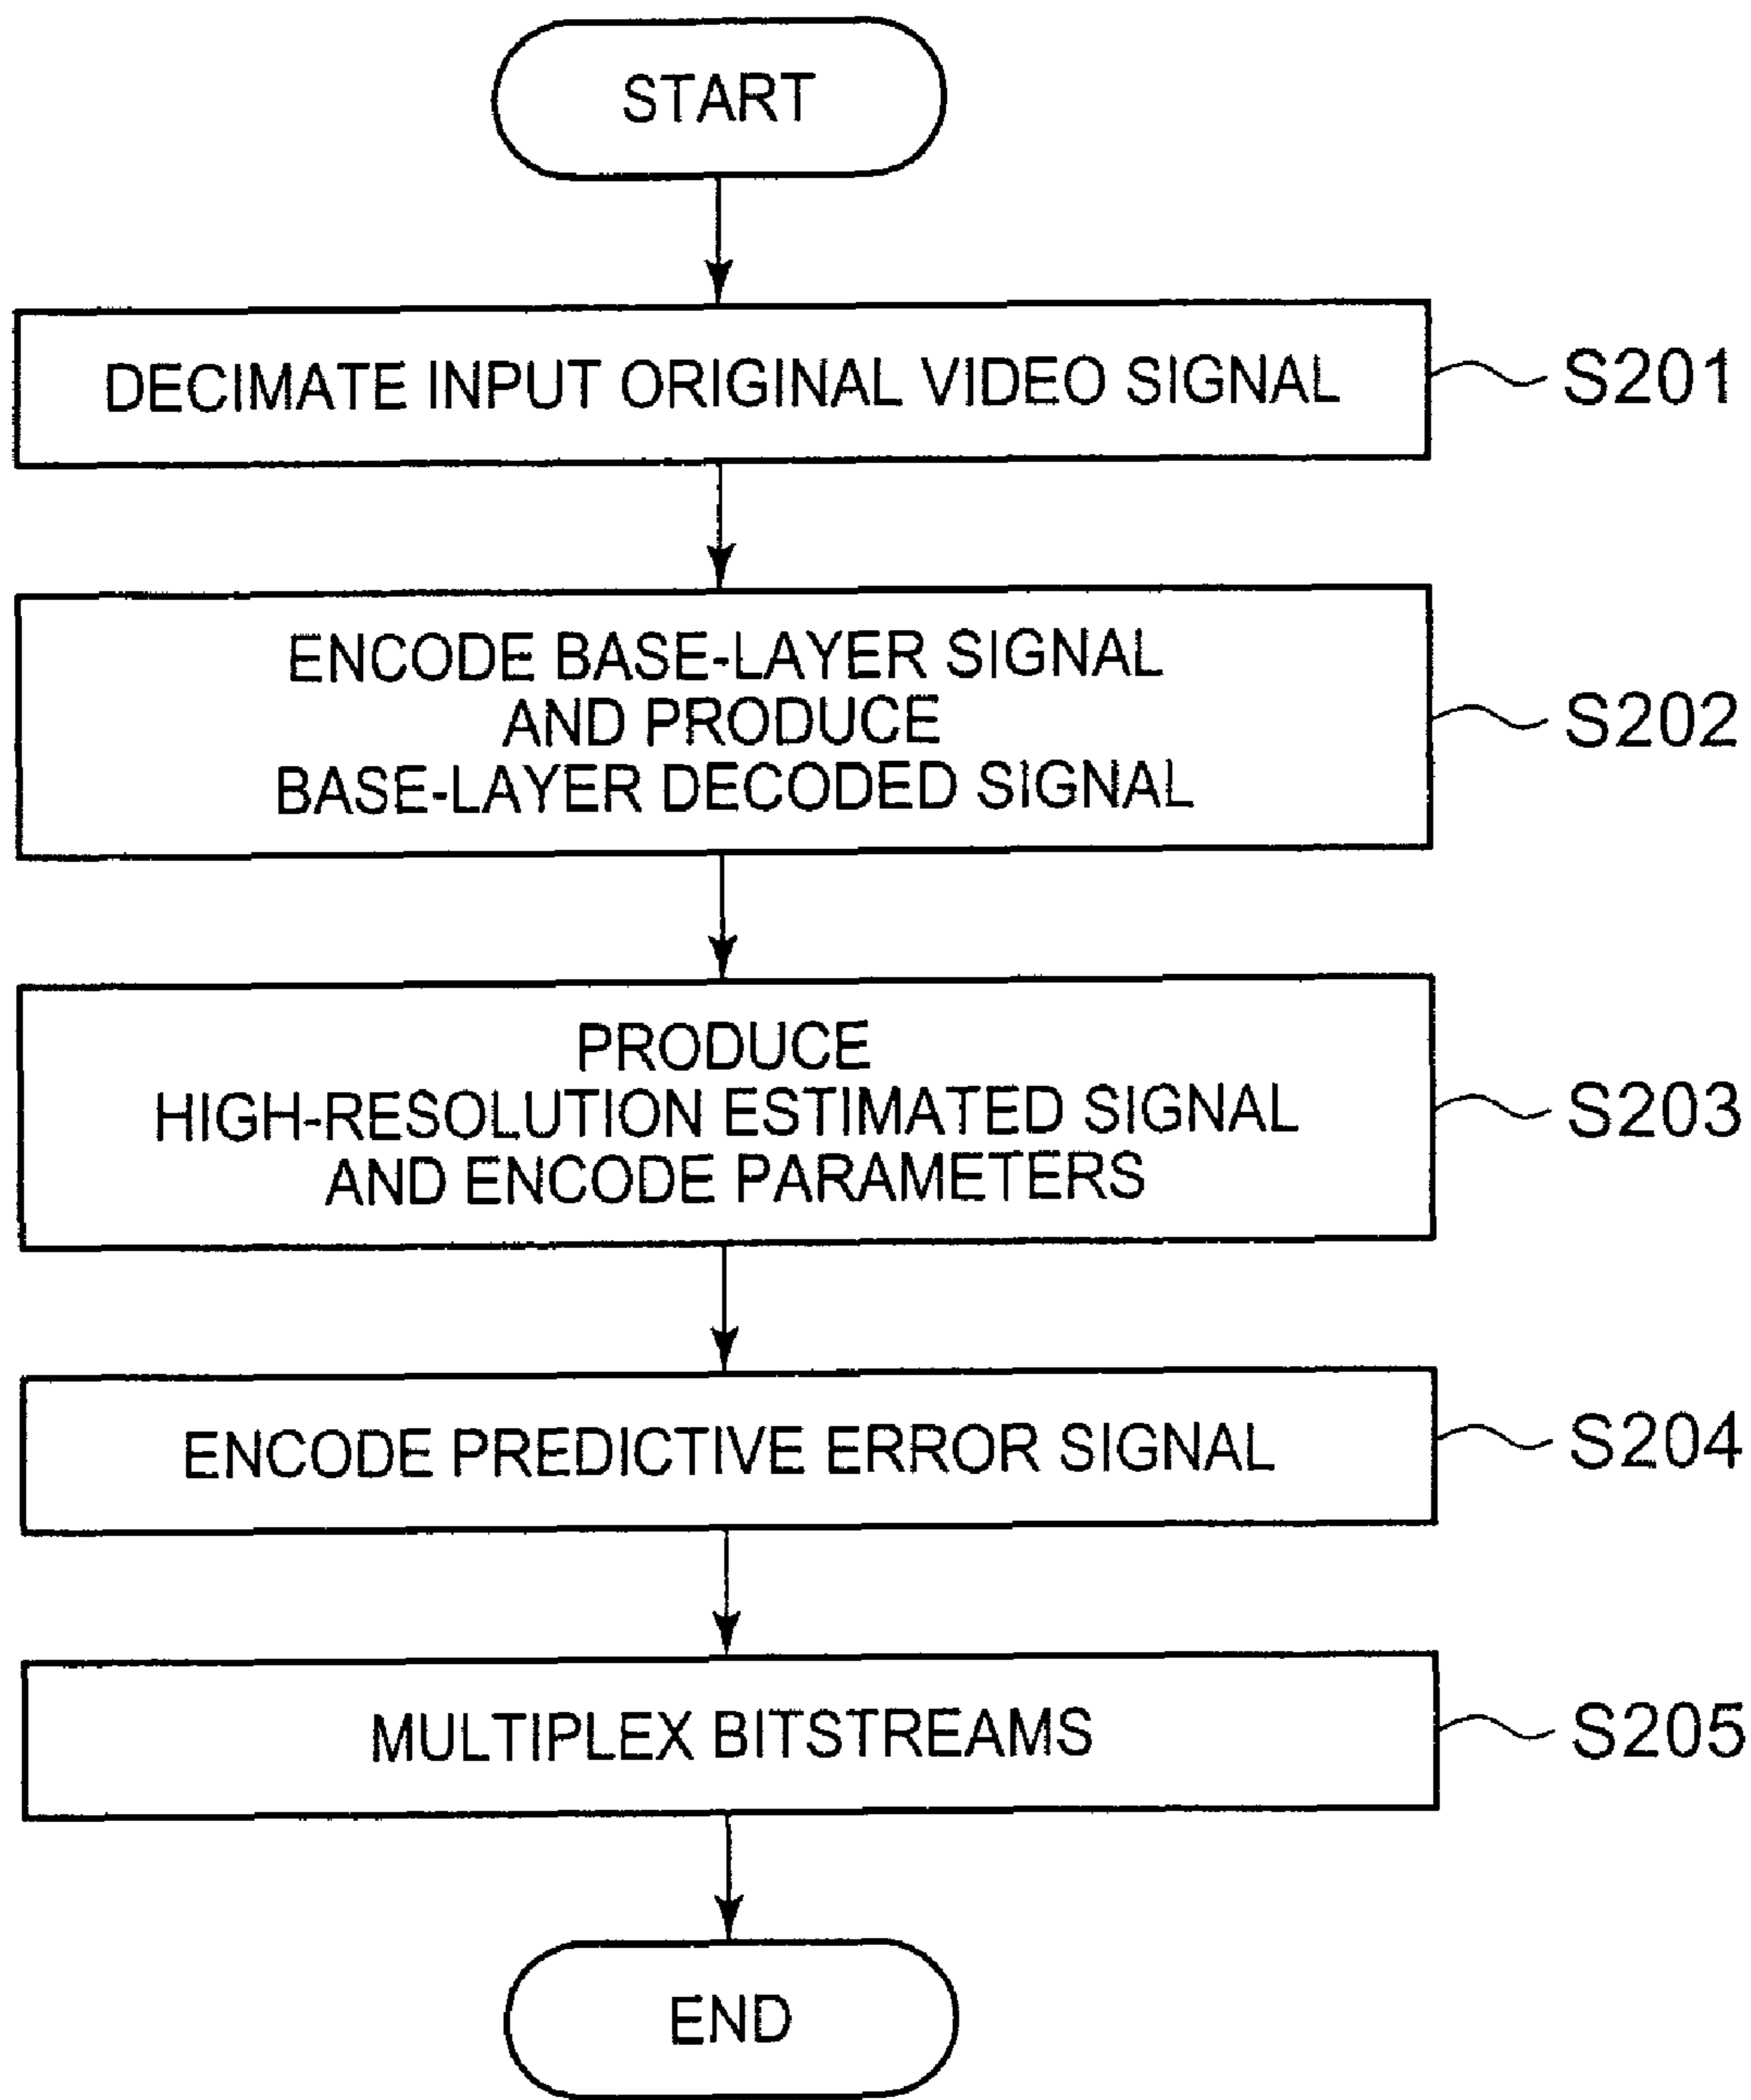 START
DECIMATE INPUT ORIGINAL VIDEO SIGNAL
S201
ENCODE BASE-LAYER SIGNAL
AND PRODUCE
BASE-LAYER DECODED SIGNAL
S202
PRODUCE
HIGH-RESOLUTION ESTIMATED SIGNAL
AND ENCODE PARAMETERS
S203
ENCODE PREDICTIVE ERROR SIGNAL
S204
MULTIPLEX BITSTREAMS
S205
END